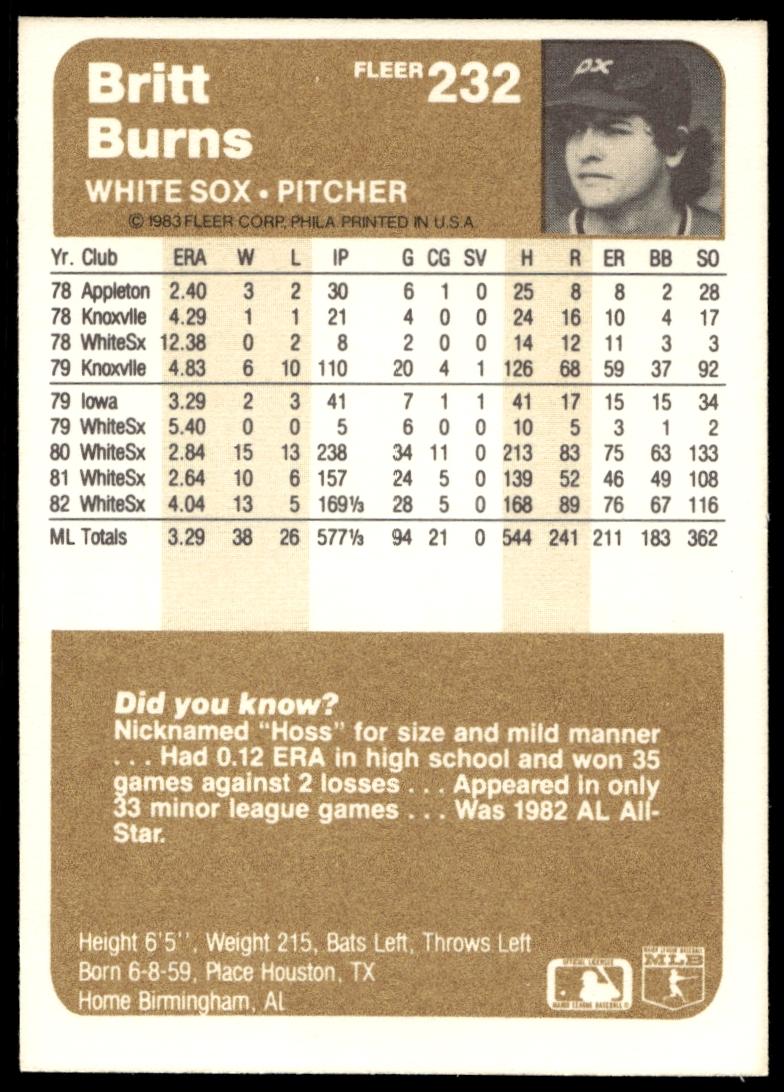 Britt
Burns
FLEER 232
WHITE SOX • PITCHER
© 1983 FLEER CORP. PHILA. PRINTED IN U.S.A.
Yr. Club ERA W L IP G CG SV H R ER BB SO
78 Appleton 2.40 3 2 30 6 1 0 25 8 8 2 28
78 Knoxvlle 4.29 1 1 21 4 0 0 24 16 10 4 17
78 WhiteSx 12.38 0 2 8 2 0 0 14 12 11 3 3
79 Knoxvlle 4.83 6 10 110 20 4 1 126 68 59 37 92
79 Iowa 3.29 2 3 41 7 1 1 41 17 15 15 34
79 WhiteSx 5.40 0 0 5 6 0 0 10 5 3 1 2
80 WhiteSx 2.84 15 13 238 34 11 0 213 83 75 63 133
81 WhiteSx 2.64 10 6 157 24 5 0 139 52 46 49 108
82 WhiteSx 4.04 13 5 169⅓ 28 5 0 168 89 76 67 116
ML Totals 3.29 38 26 577⅓ 94 21 0 544 241 211 183 362
Did you know?
Nicknamed "Hoss" for size and mild manner
. . . Had 0.12 ERA in high school and won 35
games against 2 losses . . . Appeared in only
33 minor league games . . . Was 1982 AL All-
Star.
Height 6'5'', Weight 215, Bats Left, Throws Left
Born 6-8-59, Place Houston, TX
Home Birmingham, Al
OFFICIAL LICENSEE
MAJOR LEAGUE BASEBALL
MAJOR LEAGUE BASEBALL
MLB